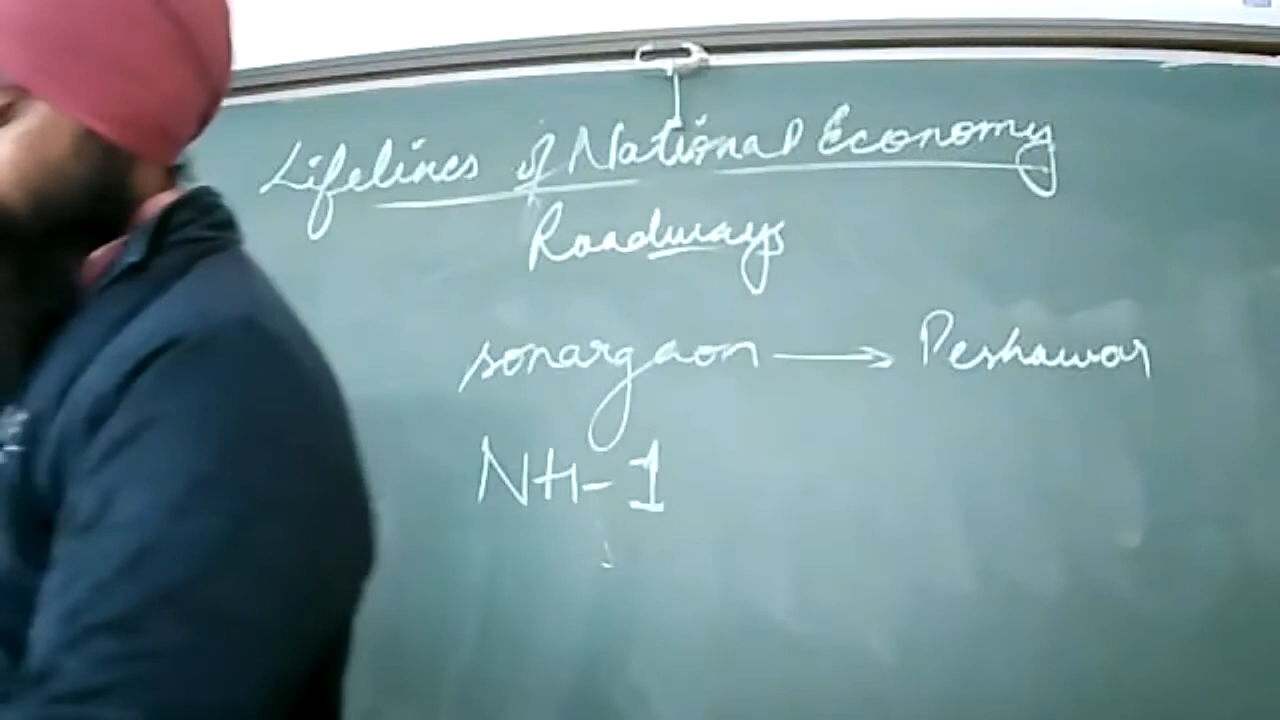 Lifelines of National Economy
Roadways
sonargaon → Peshawar
NH-1